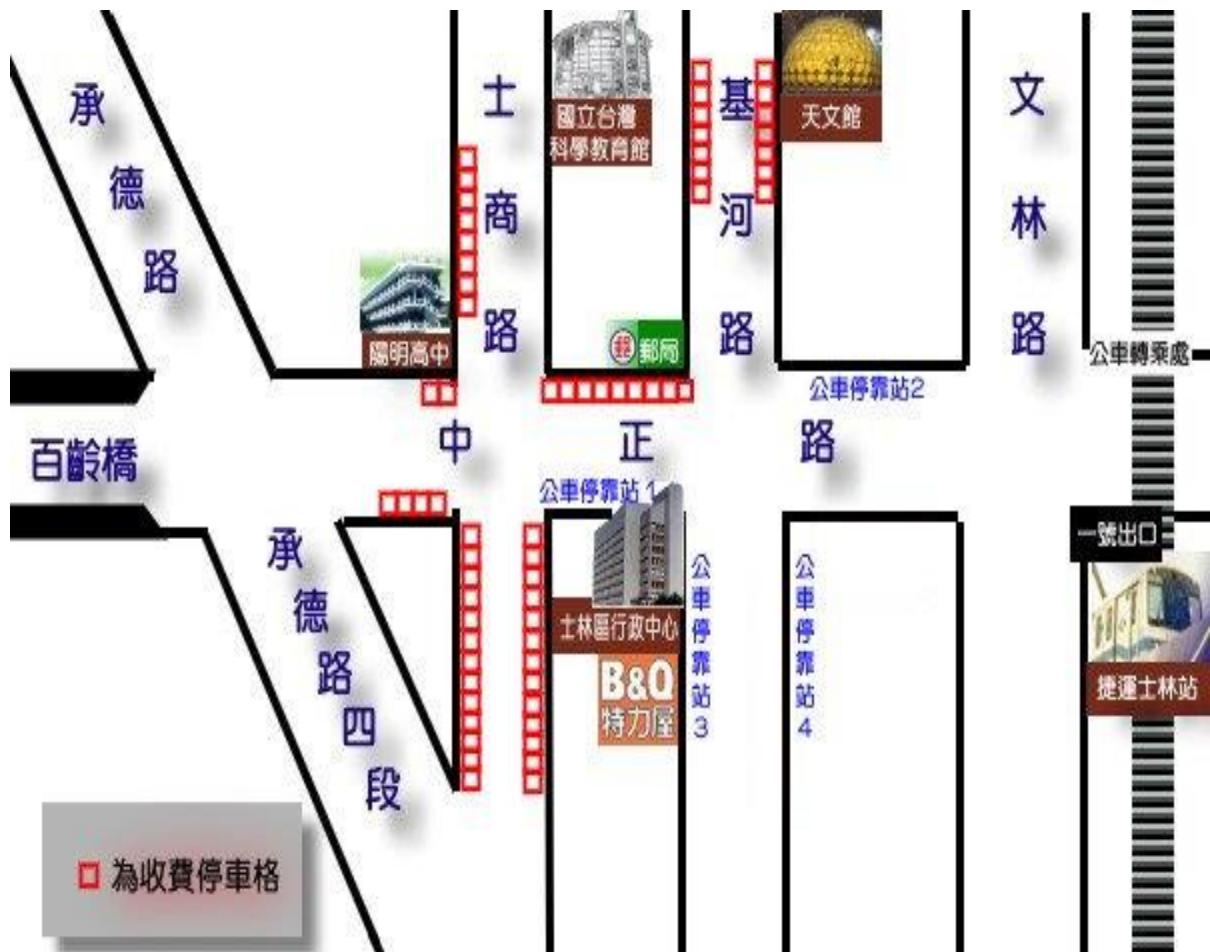 承德路
士商路
國立台灣
科學教育館
基河路
天文館
文林路
陽明高中
郵 郵局
公車停靠站2
公車轉乘處
百齡橋
中正路
公車停靠站1
一號出口
承德路四段
士林區行政中心
B&Q
特力屋
公車停靠站3
公車停靠站4
捷運士林站
為收費停車格